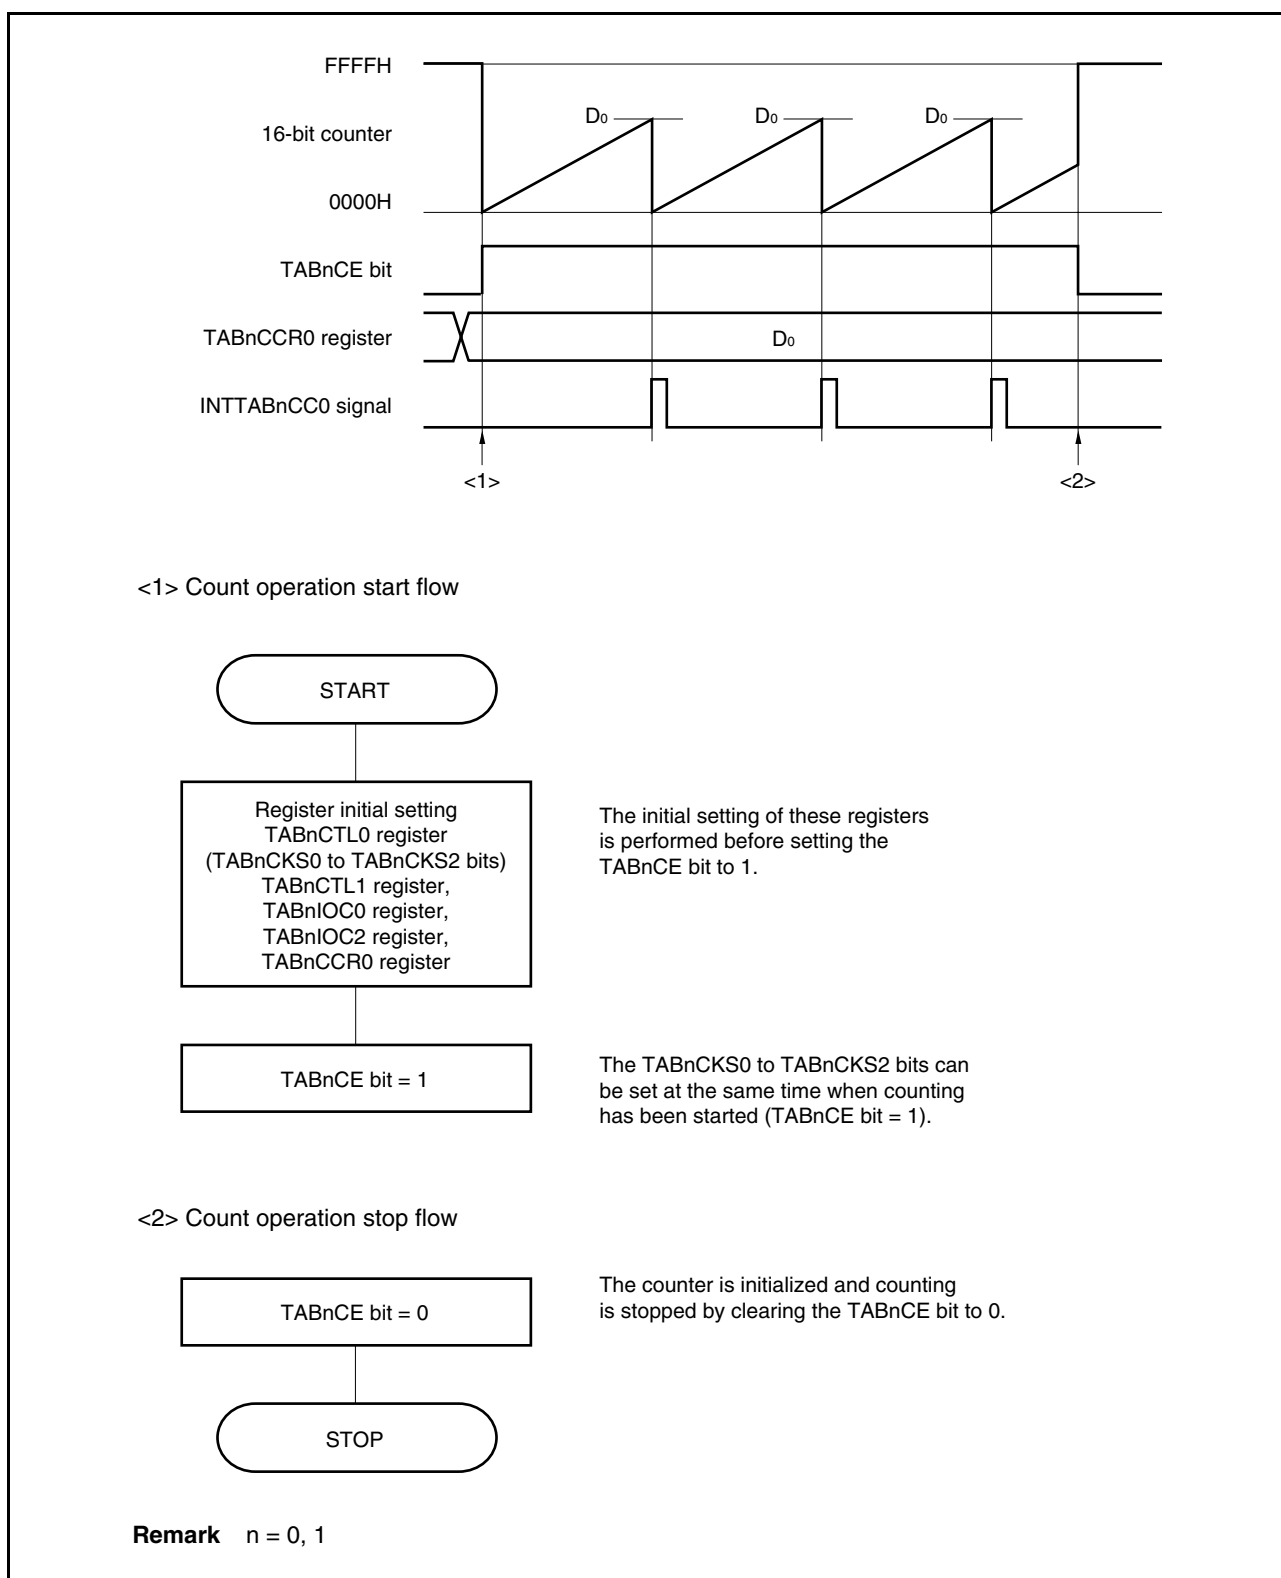 FFFFH
D0 D0 D0
16-bit counter
0000H
TABnCE bit
TABnCCR0 register D0
INTTABnCC0 signal
<1> <2>
<1> Count operation start flow
START
Register initial setting
TABnCTL0 register
(TABnCKS0 to TABnCKS2 bits)
TABnCTL1 register,
TABnIOC0 register,
TABnIOC2 register,
TABnCCR0 register
The initial setting of these registers
is performed before setting the
TABnCE bit to 1.
TABnCE bit = 1
The TABnCKS0 to TABnCKS2 bits can
be set at the same time when counting
has been started (TABnCE bit = 1).
<2> Count operation stop flow
TABnCE bit = 0
The counter is initialized and counting
is stopped by clearing the TABnCE bit to 0.
STOP
Remark n = 0, 1